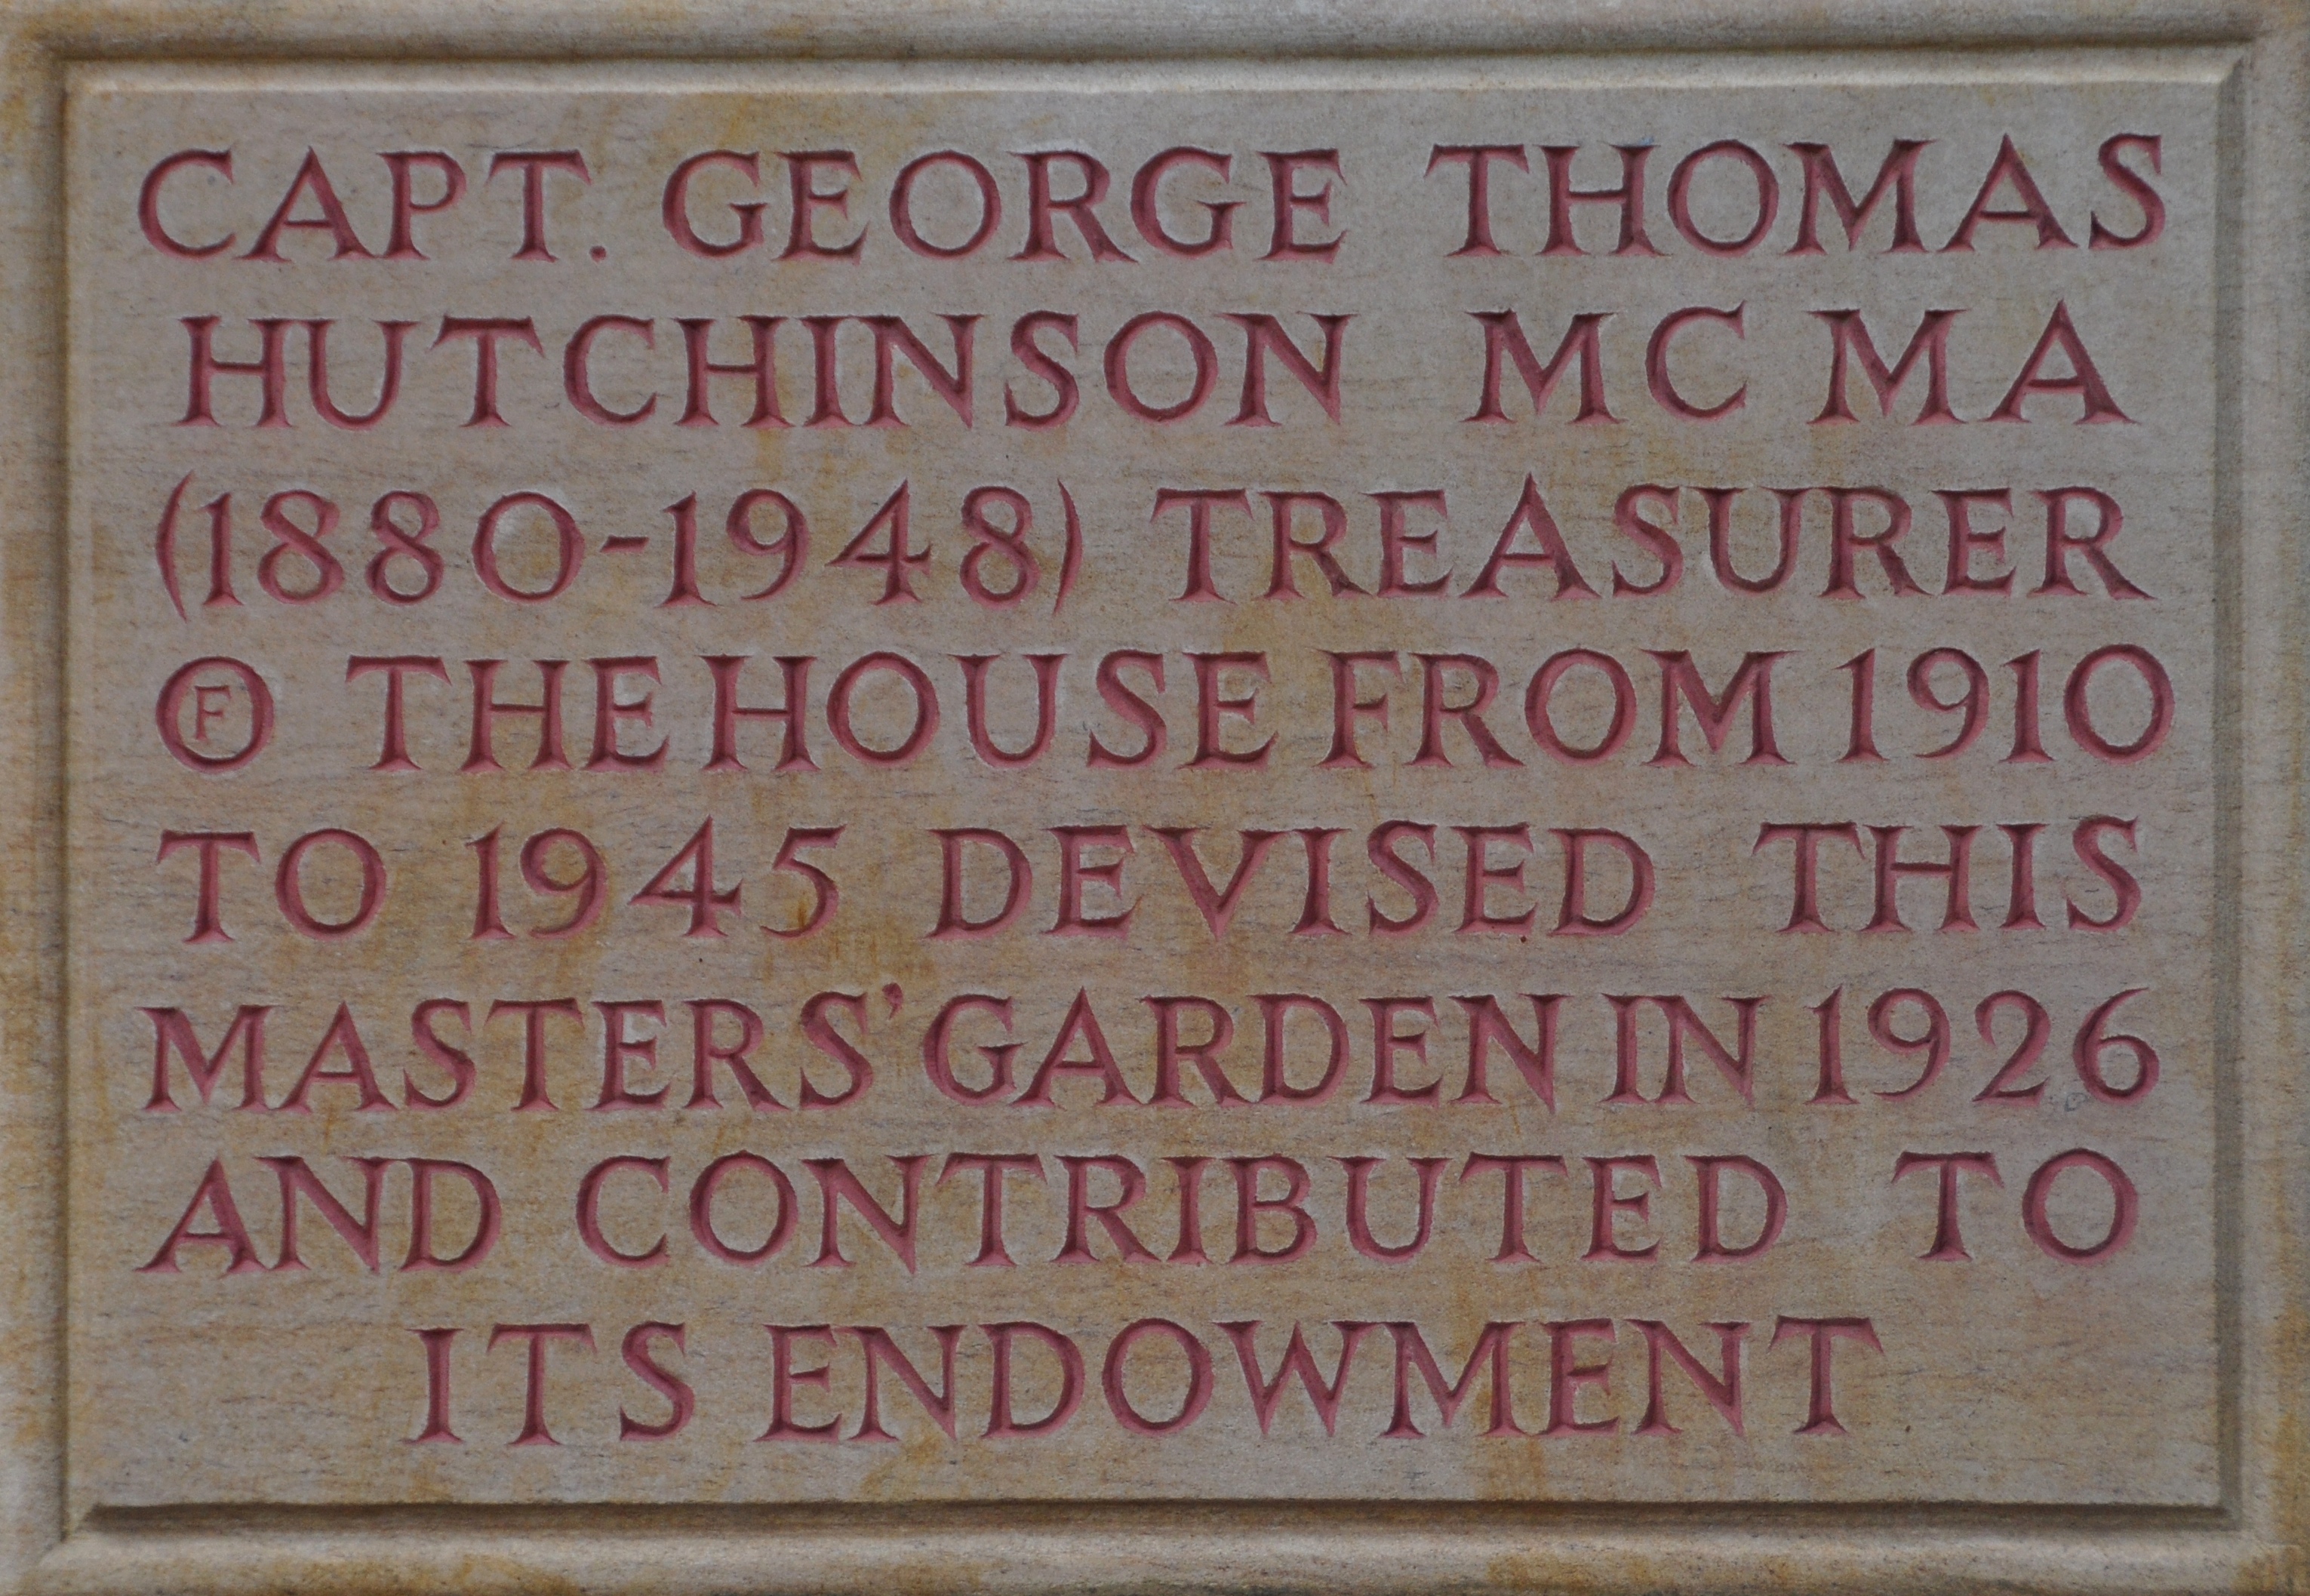 CAPT. GEORGE THOMAS
HUTCHINSON MC MA
(1880-1948) TREASURER
OF THE HOUSE FROM 1910
TO 1945 DEVISED THIS
MASTERS' GARDEN IN 1926
AND CONTRIBUTED TO
ITS ENDOWMENT